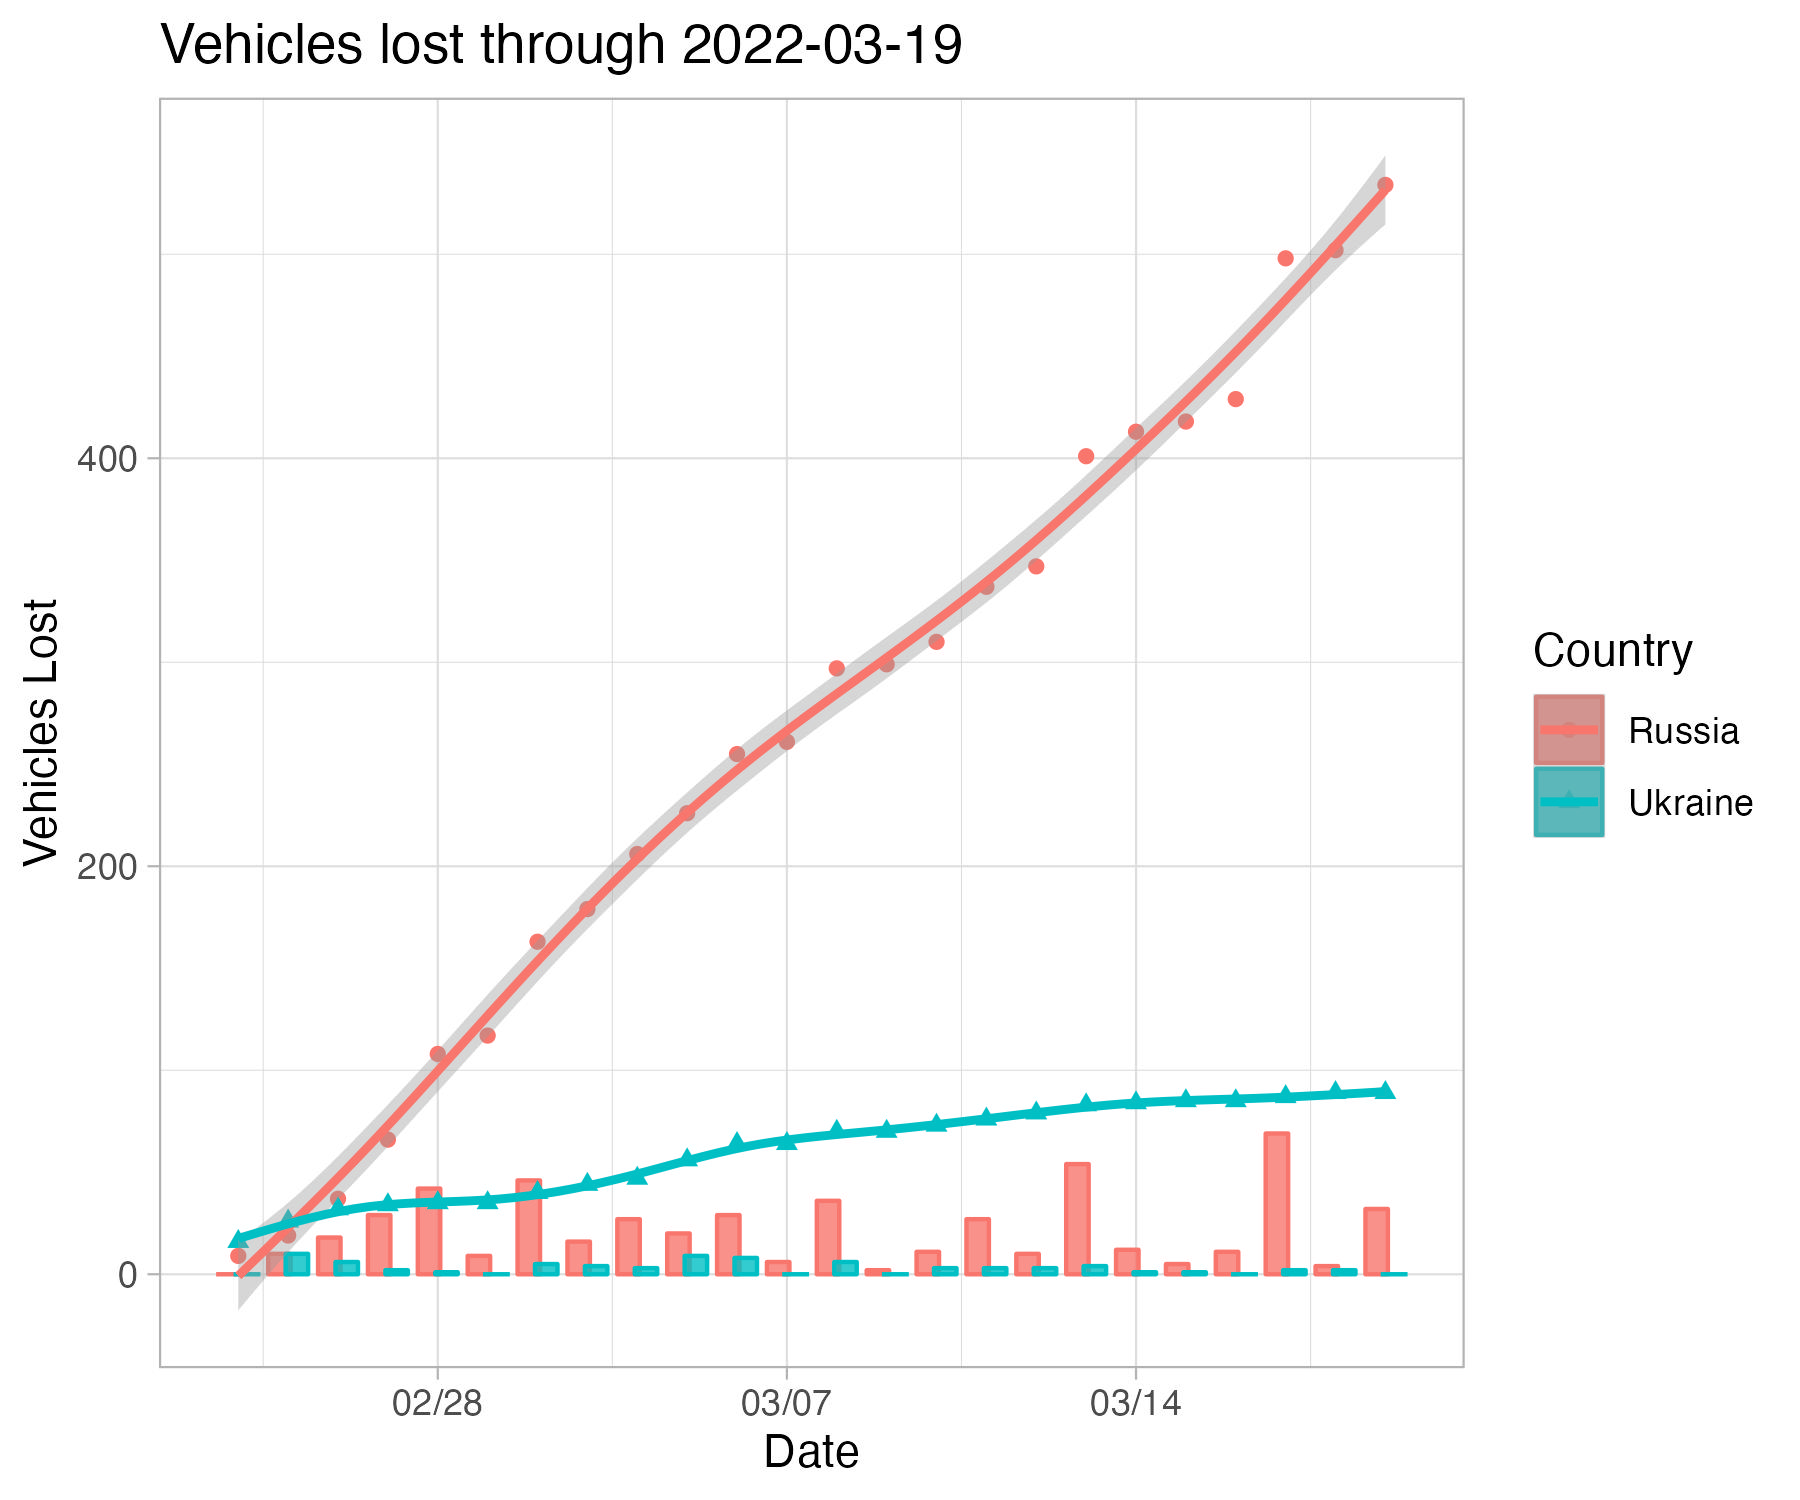 Vehicles lost through 2022-03-19
Vehicles Lost
400
200
0
02/28
03/07
03/14
Date
Country
Russia
Ukraine